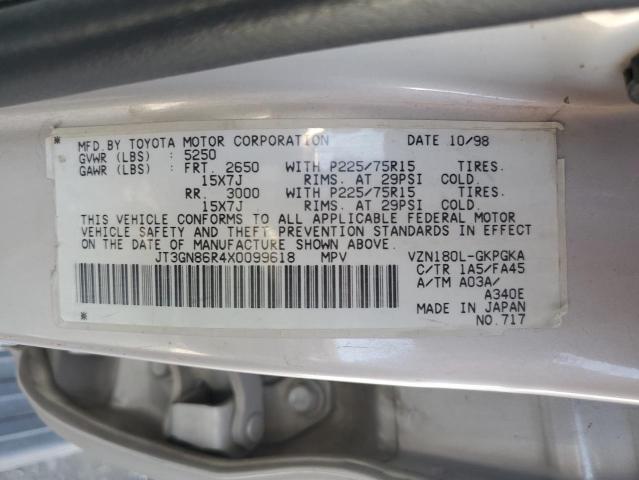 MFD.BY TOYOTA MOTOR CORPORATION DATE 10/98
GVWR (LBS) : 5250
GAWR (LBS) : FRT. 2650 WITH P225/75R15 TIRES.
15X7J RIMS. AT 29PSI COLD.
RR. 3000 WITH P225/75R15 TIRES.
15X7J RIMS. AT 29PSI COLD.
THIS VEHICLE CONFORMS TO ALL APPLICABLE FEDERAL MOTOR
VEHICLE SAFETY AND THEFT PREVENTION STANDARDS IN EFFECT
ON THE DATE OF MANUFACTURE SHOWN ABOVE.
JT3GN86R4X0099618 MPV VZN180L-GKPGKA
C/TR 1A5/FA45
A/TM A03A/
A340E
MADE IN JAPAN
NO.717